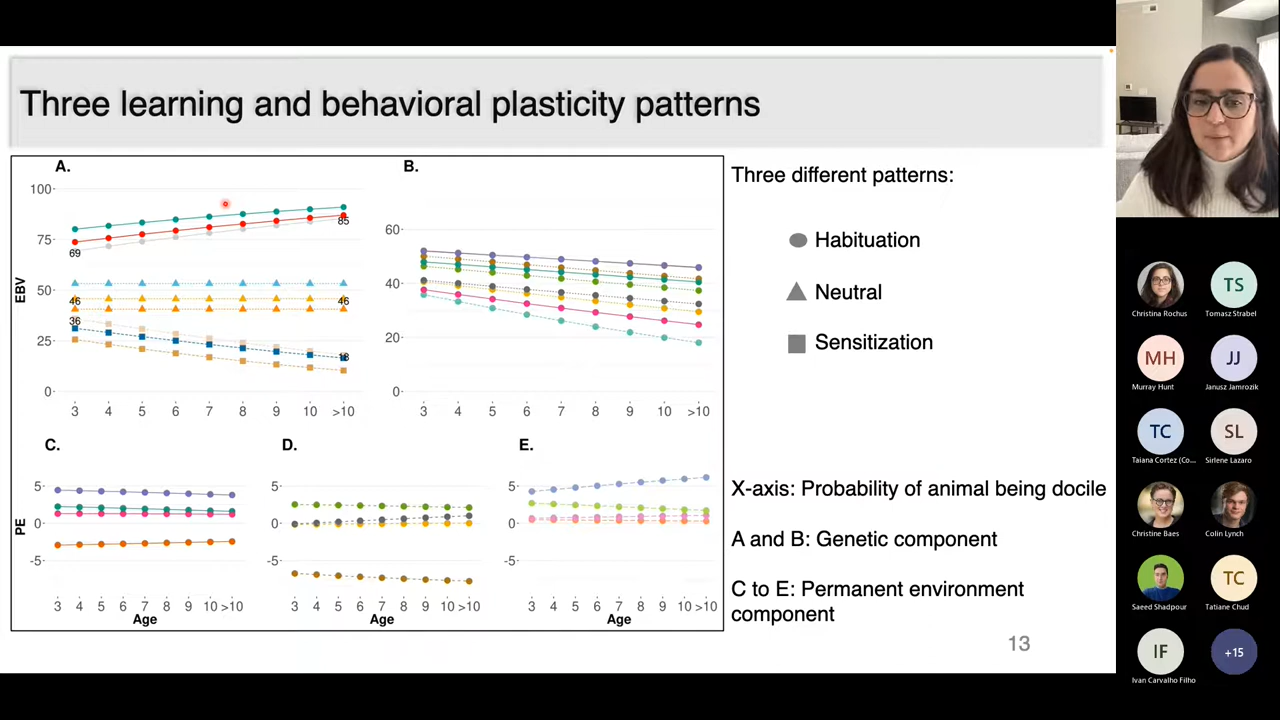 Three learning and behavioral plasticity patterns
A.
B.
100
75
50
25
0
EBV
69
85
46
46
36
18
3 4 5 6 7 8 9 10 >10
60
40
20
0
3 4 5 6 7 8 9 10 >10
C.
D.
E.
5
0
-5
PE
3 4 5 6 7 8 9 10 >10
Age
5
0
-5
3 4 5 6 7 8 9 10 >10
Age
5
0
-5
3 4 5 6 7 8 9 10 >10
Age
Three different patterns:
Habituation
Neutral
Sensitization
X-axis: Probability of animal being docile
A and B: Genetic component
C to E: Permanent environment
component
13
Christina Rochus
TS
Tomasz Strabel
MH
Murray Hunt
JJ
Janusz Jamrozik
TC
Taiana Cortez (Co...
SL
Sirlene Lazaro
Christine Baes
Colin Lynch
Saeed Shadpour
TC
Tatiane Chud
IF
Ivan Carvalho Filho
+15